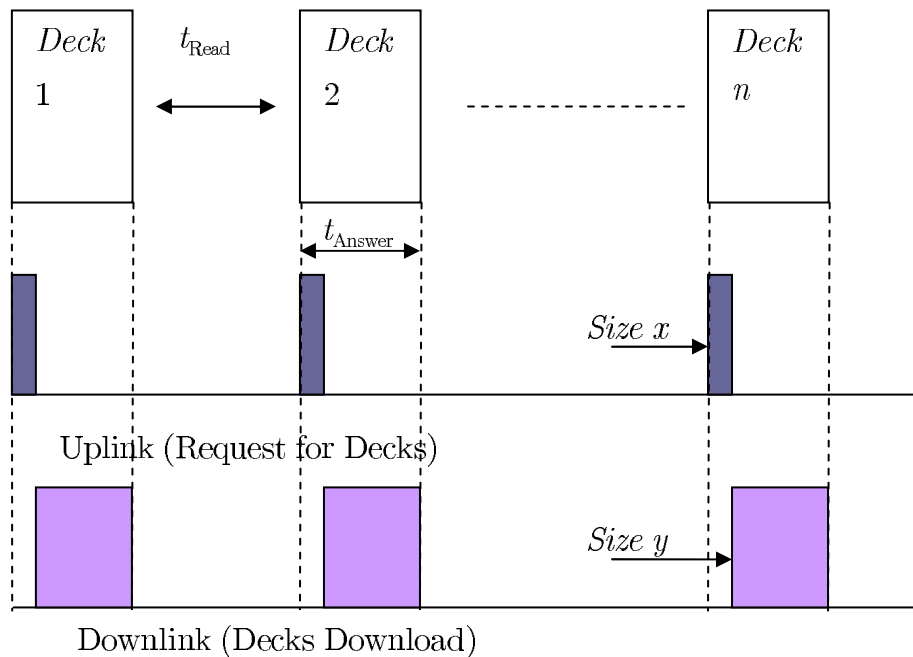 Deck
1
t_Read
Deck
2
Deck
n
t_Answer
Size x
Uplink (Request for Decks)
Size y
Downlink (Decks Download)